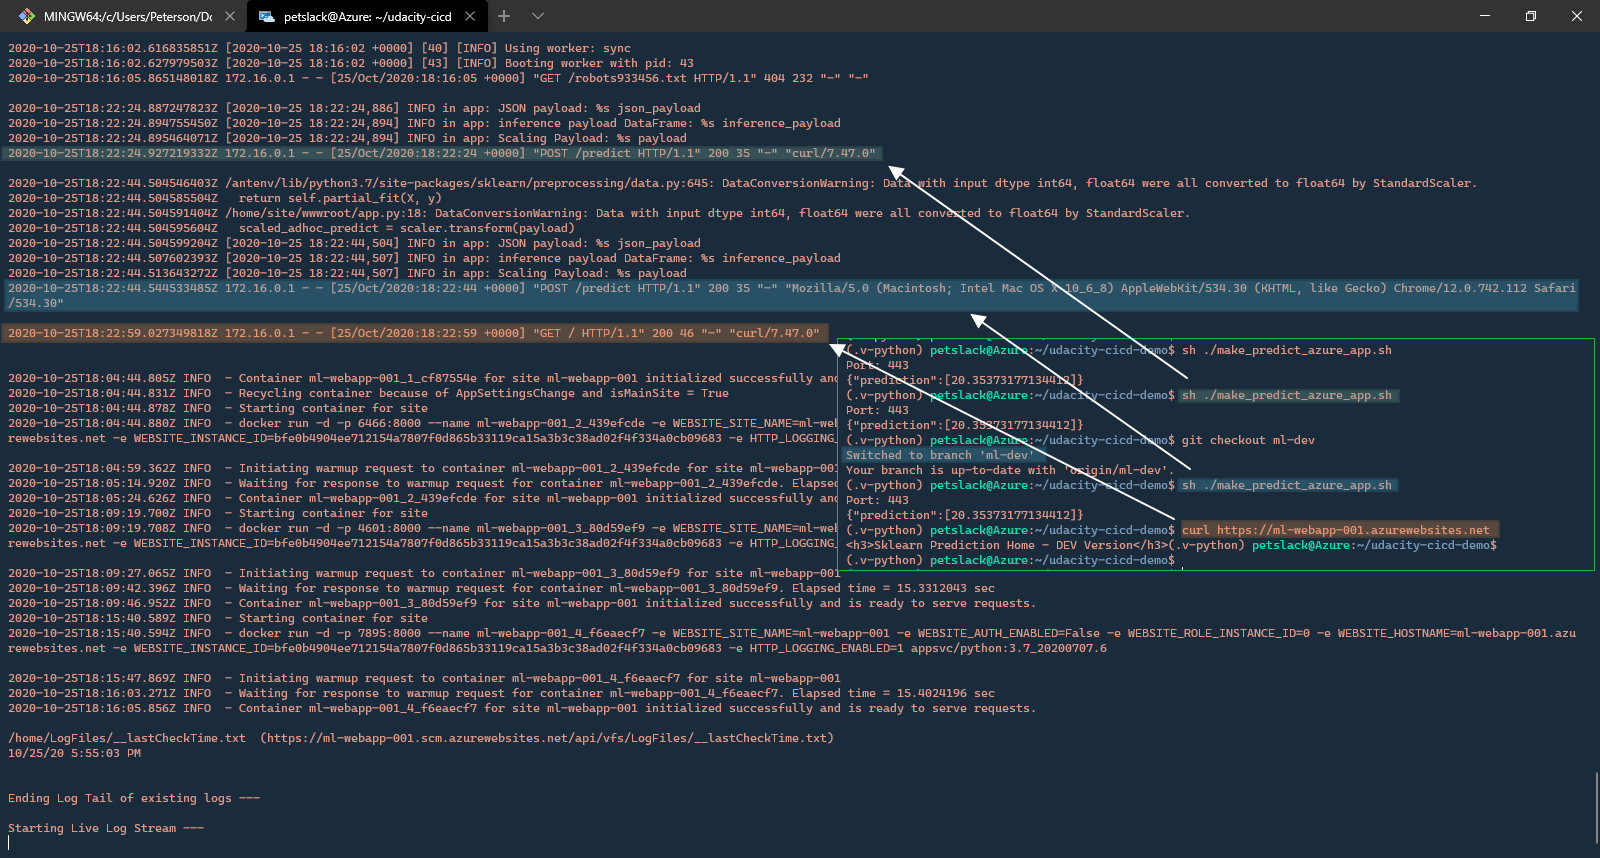 MINGW64:/c/Users/Peterson/Do
petslack@Azure: ~/udacity-cicd
2020-10-25T18:16:02.616835851Z [2020-10-25 18:16:02 +0000] [40] [INFO] Using worker: sync
2020-10-25T18:16:02.627979503Z [2020-10-25 18:16:02 +0000] [43] [INFO] Booting worker with pid: 43
2020-10-25T18:16:05.865148018Z 172.16.0.1 - - [25/Oct/2020:18:16:05 +0000] "GET /robots933456.txt HTTP/1.1" 404 232 "-" "-"
2020-10-25T18:22:24.887247823Z [2020-10-25 18:22:24,886] INFO in app: JSON payload: %s json_payload
2020-10-25T18:22:24.894755450Z [2020-10-25 18:22:24,894] INFO in app: inference payload DataFrame: %s inference_payload
2020-10-25T18:22:24.895464071Z [2020-10-25 18:22:24,894] INFO in app: Scaling Payload: %s payload
2020-10-25T18:22:24.927219332Z 172.16.0.1 - - [25/Oct/2020:18:22:24 +0000] "POST /predict HTTP/1.1" 200 35 "-" "curl/7.47.0"
2020-10-25T18:22:44.504546403Z /antenv/lib/python3.7/site-packages/sklearn/preprocessing/data.py:645: DataConversionWarning: Data with input dtype int64, float64 were all converted to float64 by StandardScaler.
2020-10-25T18:22:44.504585504Z   return self.partial_fit(X, y)
2020-10-25T18:22:44.504591404Z /home/site/wwwroot/app.py:18: DataConversionWarning: Data with input dtype int64, float64 were all converted to float64 by StandardScaler.
2020-10-25T18:22:44.504595604Z   scaled_adhoc_predict = scaler.transform(payload)
2020-10-25T18:22:44.504599204Z [2020-10-25 18:22:44,504] INFO in app: JSON payload: %s json_payload
2020-10-25T18:22:44.507602393Z [2020-10-25 18:22:44,507] INFO in app: inference payload DataFrame: %s inference_payload
2020-10-25T18:22:44.513643272Z [2020-10-25 18:22:44,507] INFO in app: Scaling Payload: %s payload
2020-10-25T18:22:44.544533485Z 172.16.0.1 - - [25/Oct/2020:18:22:44 +0000] "POST /predict HTTP/1.1" 200 35 "-" "Mozilla/5.0 (Macintosh; Intel Mac OS X 10_6_8) AppleWebKit/534.30 (KHTML, like Gecko) Chrome/12.0.742.112 Safari
/534.30"
2020-10-25T18:22:59.027349818Z 172.16.0.1 - - [25/Oct/2020:18:22:59 +0000] "GET / HTTP/1.1" 200 46 "-" "curl/7.47.0"
2020-10-25T18:04:44.805Z INFO  - Container ml-webapp-001_1_cf87554e for site ml-webapp-001 initialized successfully and
2020-10-25T18:04:44.831Z INFO  - Recycling container because of AppSettingsChange and isMainSite = True
2020-10-25T18:04:44.878Z INFO  - Starting container for site
2020-10-25T18:04:44.880Z INFO  - docker run -d -p 6466:8000 --name ml-webapp-001_2_439efcde -e WEBSITE_SITE_NAME=ml-web
rewebsites.net -e WEBSITE_INSTANCE_ID=bfe0b4904ee712154a7807f0d865b33119ca15a3b3c38ad02f4f334a0cb09683 -e HTTP_LOGGING_
2020-10-25T18:04:59.362Z INFO  - Initiating warmup request to container ml-webapp-001_2_439efcde for site ml-webapp-001
2020-10-25T18:05:14.920Z INFO  - Waiting for response to warmup request for container ml-webapp-001_2_439efcde. Elapsed
2020-10-25T18:05:24.626Z INFO  - Container ml-webapp-001_2_439efcde for site ml-webapp-001 initialized successfully and
2020-10-25T18:09:19.700Z INFO  - Starting container for site
2020-10-25T18:09:19.708Z INFO  - docker run -d -p 4601:8000 --name ml-webapp-001_3_80d59ef9 -e WEBSITE_SITE_NAME=ml-web
rewebsites.net -e WEBSITE_INSTANCE_ID=bfe0b4904ee712154a7807f0d865b33119ca15a3b3c38ad02f4f334a0cb09683 -e HTTP_LOGGING_
2020-10-25T18:09:27.065Z INFO  - Initiating warmup request to container ml-webapp-001_3_80d59ef9 for site ml-webapp-001
2020-10-25T18:09:42.396Z INFO  - Waiting for response to warmup request for container ml-webapp-001_3_80d59ef9. Elapsed time = 15.3312043 sec
2020-10-25T18:09:46.952Z INFO  - Container ml-webapp-001_3_80d59ef9 for site ml-webapp-001 initialized successfully and is ready to serve requests.
2020-10-25T18:15:40.589Z INFO  - Starting container for site
2020-10-25T18:15:40.594Z INFO  - docker run -d -p 7895:8000 --name ml-webapp-001_4_f6eaecf7 -e WEBSITE_SITE_NAME=ml-webapp-001 -e WEBSITE_AUTH_ENABLED=False -e WEBSITE_ROLE_INSTANCE_ID=0 -e WEBSITE_HOSTNAME=ml-webapp-001.azu
rewebsites.net -e WEBSITE_INSTANCE_ID=bfe0b4904ee712154a7807f0d865b33119ca15a3b3c38ad02f4f334a0cb09683 -e HTTP_LOGGING_ENABLED=1 appsvc/python:3.7_20200707.6
2020-10-25T18:15:47.869Z INFO  - Initiating warmup request to container ml-webapp-001_4_f6eaecf7 for site ml-webapp-001
2020-10-25T18:16:03.271Z INFO  - Waiting for response to warmup request for container ml-webapp-001_4_f6eaecf7. Elapsed time = 15.4024196 sec
2020-10-25T18:16:05.856Z INFO  - Container ml-webapp-001_4_f6eaecf7 for site ml-webapp-001 initialized successfully and is ready to serve requests.
/home/LogFiles/__lastCheckTime.txt  (https://ml-webapp-001.scm.azurewebsites.net/api/vfs/LogFiles/__lastCheckTime.txt)
10/25/20 5:55:03 PM
Ending Log Tail of existing logs ---
Starting Live Log Stream ---
(.v-python) petslack@Azure:~/udacity-cicd-demo$ sh ./make_predict_azure_app.sh
Port: 443
{"prediction":[20.35373177134412]}
(.v-python) petslack@Azure:~/udacity-cicd-demo$ sh ./make_predict_azure_app.sh
Port: 443
{"prediction":[20.35373177134412]}
(.v-python) petslack@Azure:~/udacity-cicd-demo$ git checkout ml-dev
Switched to branch 'ml-dev'
Your branch is up-to-date with 'origin/ml-dev'.
(.v-python) petslack@Azure:~/udacity-cicd-demo$ sh ./make_predict_azure_app.sh
Port: 443
{"prediction":[20.35373177134412]}
(.v-python) petslack@Azure:~/udacity-cicd-demo$ curl https://ml-webapp-001.azurewebsites.net
<h3>Sklearn Prediction Home - DEV Version</h3>(.v-python) petslack@Azure:~/udacity-cicd-demo$
(.v-python) petslack@Azure:~/udacity-cicd-demo$